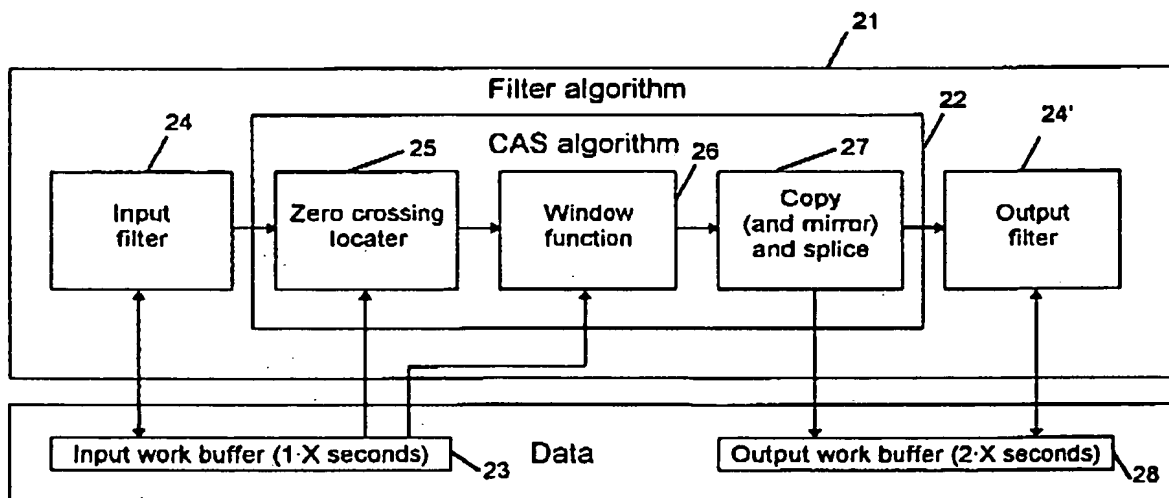 21
Filter algorithm
22
24
CAS algorithm
24'
25
26
27
Input
filter
Zero crossing
locater
Window
function
Copy
(and mirror)
and splice
Output
filter
Input work buffer (1·X seconds)
23
Data
Output work buffer (2·X seconds)
28